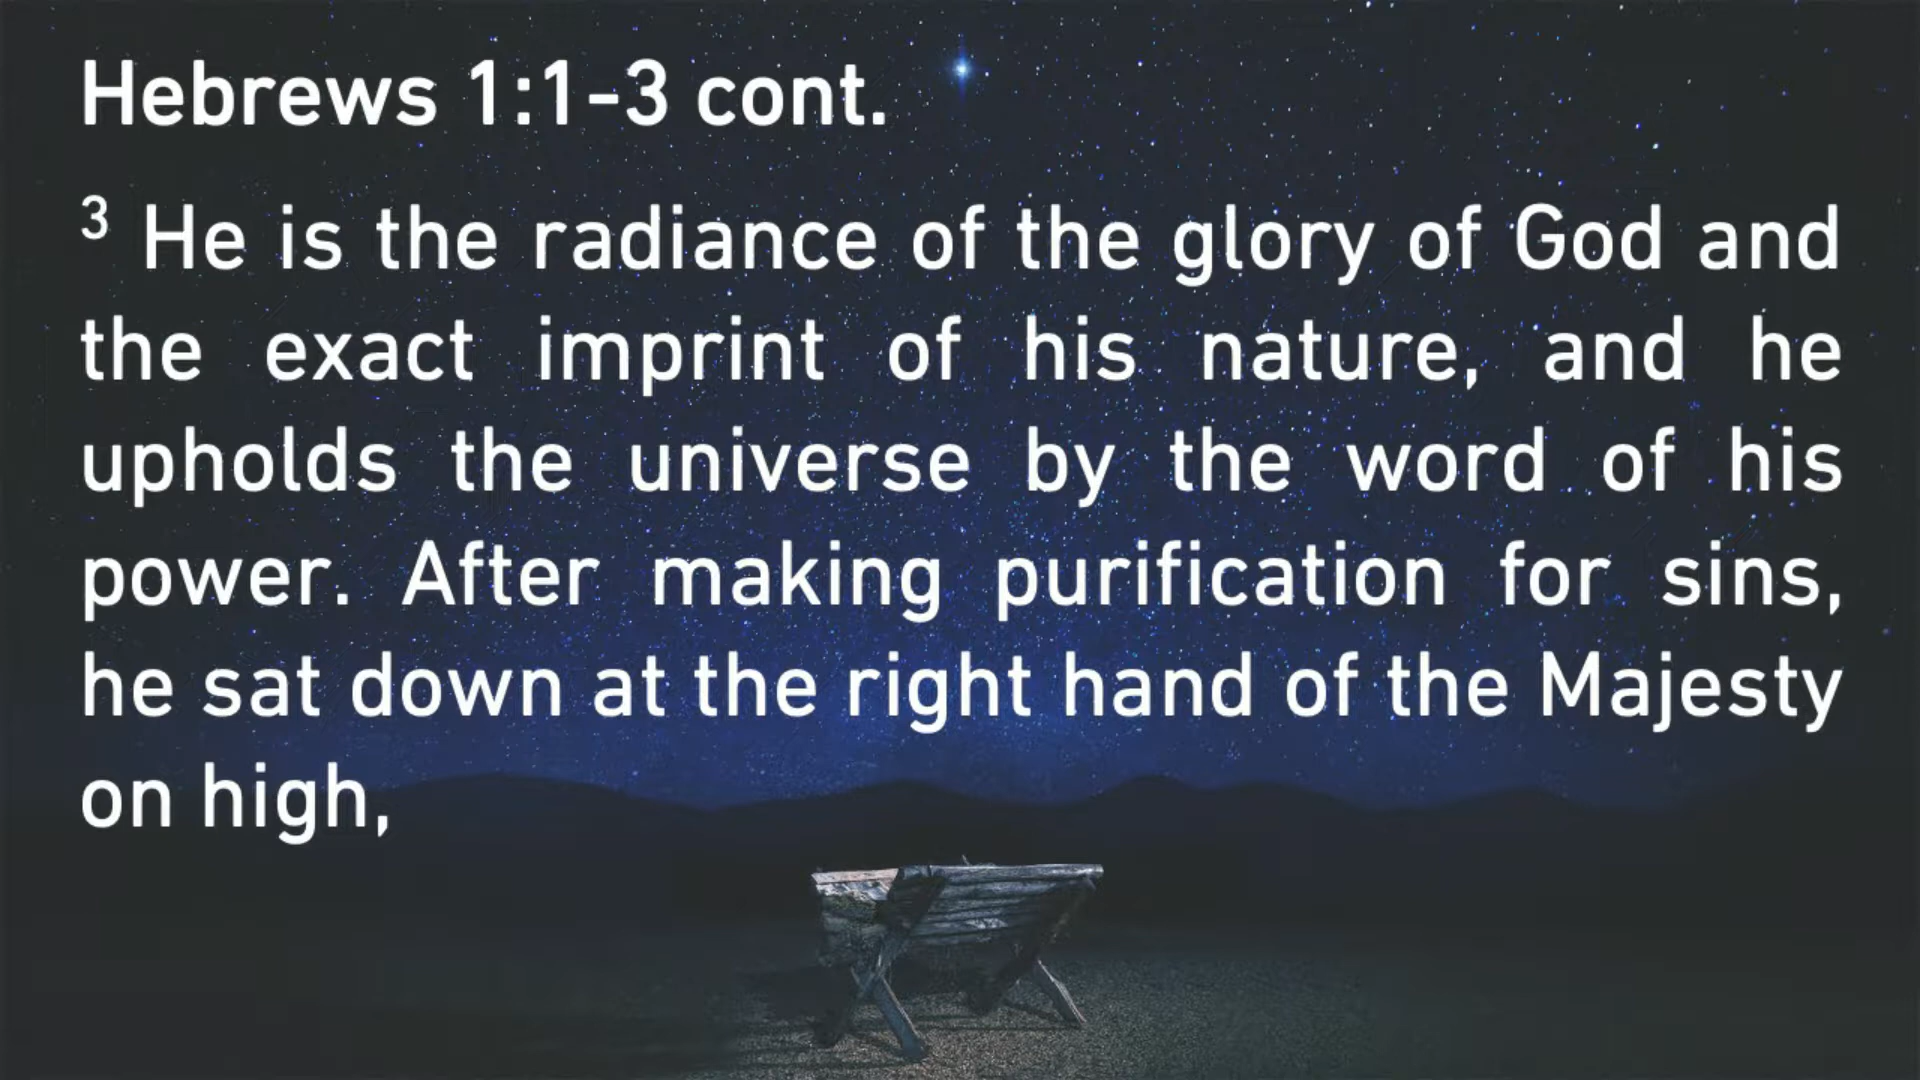 Hebrews 1:1-3 cont.
3 He is the radiance of the glory of God and
the exact imprint of his nature, and he
upholds the universe by the word of his
power. After making purification for sins,
he sat down at the right hand of the Majesty
on high,